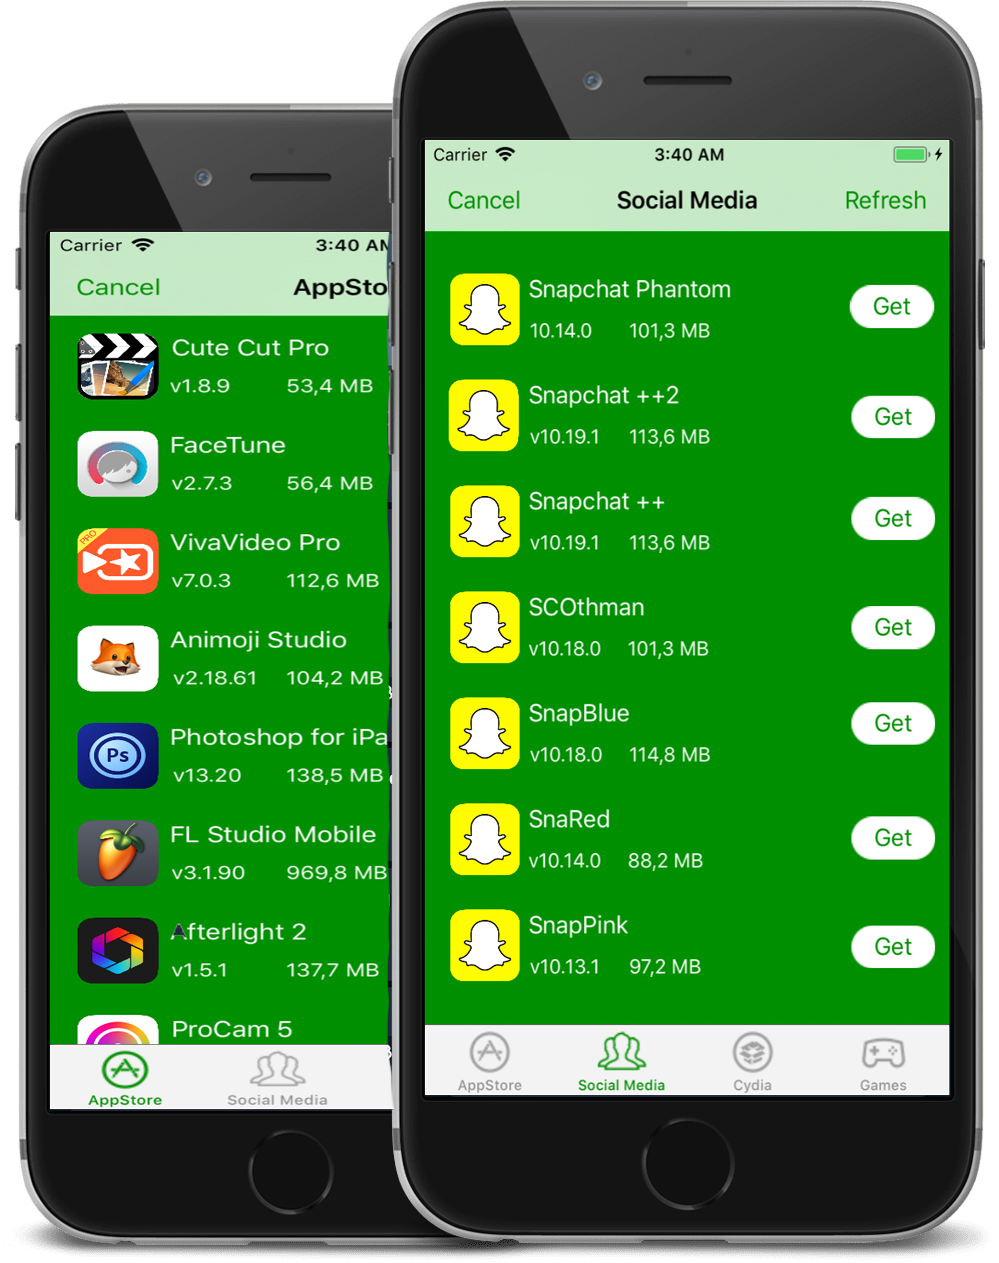 Carrier
3:40 AM
Cancel
AppSto
Cute Cut Pro
v1.8.9 53,4 MB
FaceTune
v2.7.3 56,4 MB
PRO
VivaVideo Pro
v7.0.3 112,6 MB
Animoji Studio
v2.18.61 104,2 MB
Ps
Photoshop for iPa
v13.20 138,5 MB
FL Studio Mobile
v3.1.90 969,8 MB
Afterlight 2
v1.5.1 137,7 MB
ProCam 5
AppStore
Social Media
Carrier
3:40 AM
Cancel
Social Media
Refresh
Snapchat Phantom
10.14.0 101,3 MB
Get
Snapchat ++2
v10.19.1 113,6 MB
Get
Snapchat ++
v10.19.1 113,6 MB
Get
SCOthman
v10.18.0 101,3 MB
Get
SnapBlue
v10.18.0 114,8 MB
Get
SnaRed
v10.14.0 88,2 MB
Get
SnapPink
v10.13.1 97,2 MB
Get
AppStore
Social Media
Cydia
Games